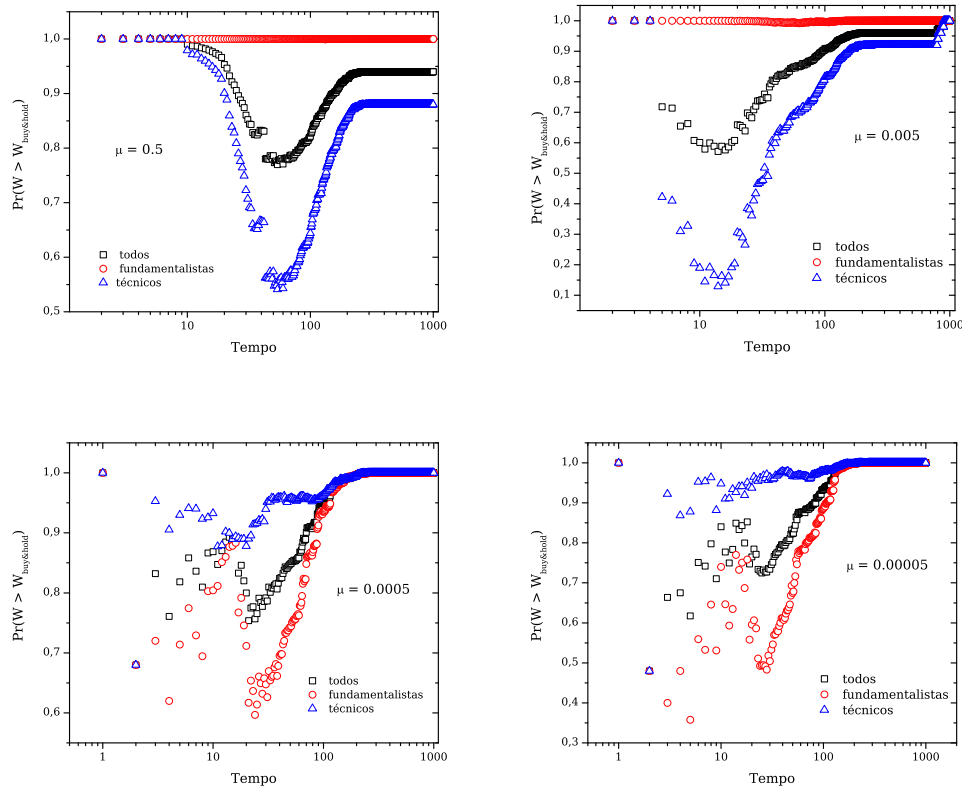 Pr(W > W buy&hold)
1,0
0,9
0,8
0,7
0,6
0,5
μ = 0.5
todos
fundamentalistas
técnicos
10
100
1000
Tempo
Pr(W > W buy&hold)
1,0
0,9
0,8
0,7
0,6
0,5
0,4
0,3
0,2
0,1
μ = 0.005
todos
fundamentalistas
técnicos
10
100
1000
Tempo
Pr(W > W buy&hold)
1,0
0,9
0,8
0,7
0,6
μ = 0.0005
todos
fundamentalistas
técnicos
1
10
100
1000
Tempo
Pr(W > W buy&hold)
1,0
0,9
0,8
0,7
0,6
0,5
0,4
0,3
μ = 0.00005
todos
fundamentalistas
técnicos
1
10
100
1000
Tempo